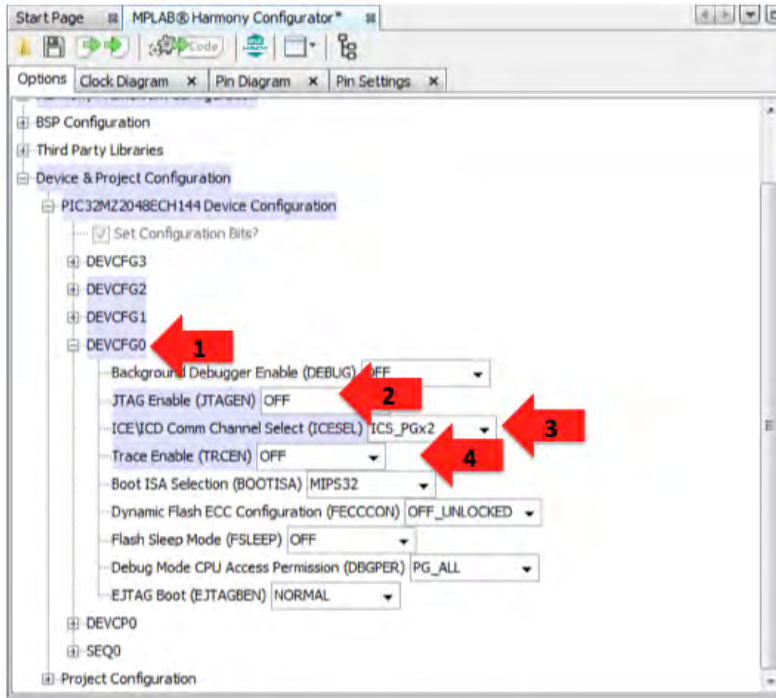 Start Page MPLAB® Harmony Configurator*
Code
Options Clock Diagram Pin Diagram Pin Settings
BSP Configuration
Third Party Libraries
Device & Project Configuration
PIC32MZ2048ECH144 Device Configuration
Set Configuration Bits?
DEVCFG3
DEVCFG2
DEVCFG1
DEVCFG0 1
Background Debugger Enable (DEBUG) OFF
JTAG Enable (JTAGEN) OFF 2
ICE\ICD Comm Channel Select (ICESEL) ICS_PGx2 3
Trace Enable (TRCEN) OFF 4
Boot ISA Selection (BOOTISA) MIPS32
Dynamic Flash ECC Configuration (FECCCON) OFF_UNLOCKED
Flash Sleep Mode (FSLEEP) OFF
Debug Mode CPU Access Permission (DBGPER) PG_ALL
EJTAG Boot (EJTAGBEN) NORMAL
DEVCP0
SEQ0
Project Configuration